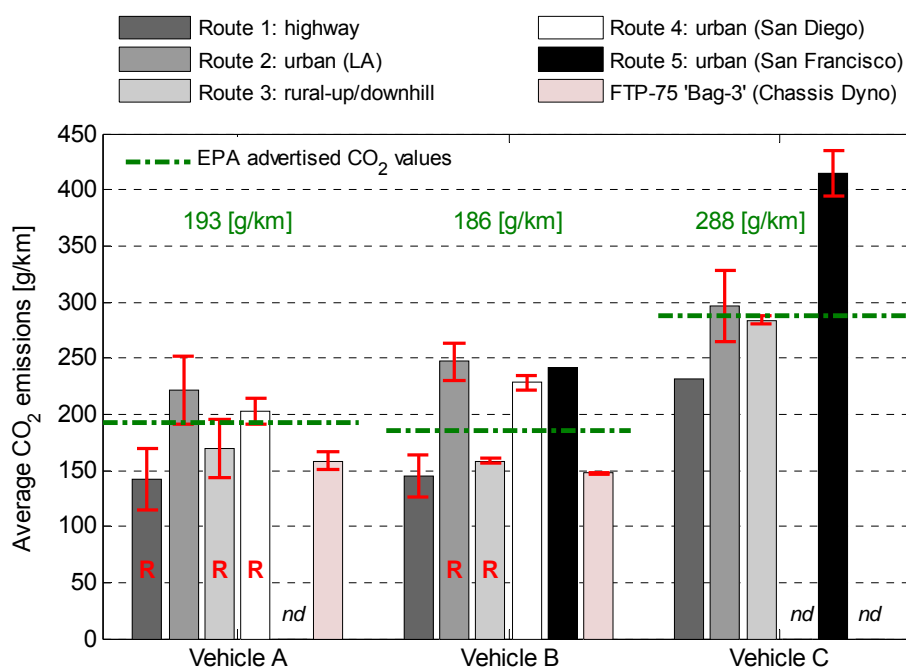 Route 1: highway
Route 2: urban (LA)
Route 3: rural-up/downhill
Route 4: urban (San Diego)
Route 5: urban (San Francisco)
FTP-75 'Bag-3' (Chassis Dyno)
Average CO2 emissions [g/km]
450
400
350
300
250
200
150
100
50
0
EPA advertised CO2 values
193 [g/km]
186 [g/km]
288 [g/km]
R
R
R
nd
R
R
nd
nd
Vehicle A
Vehicle B
Vehicle C